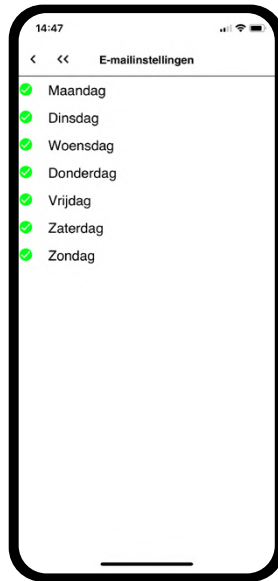 14:47
< << E-mailinstellingen
Maandag
Dinsdag
Woensdag
Donderdag
Vrijdag
Zaterdag
Zondag